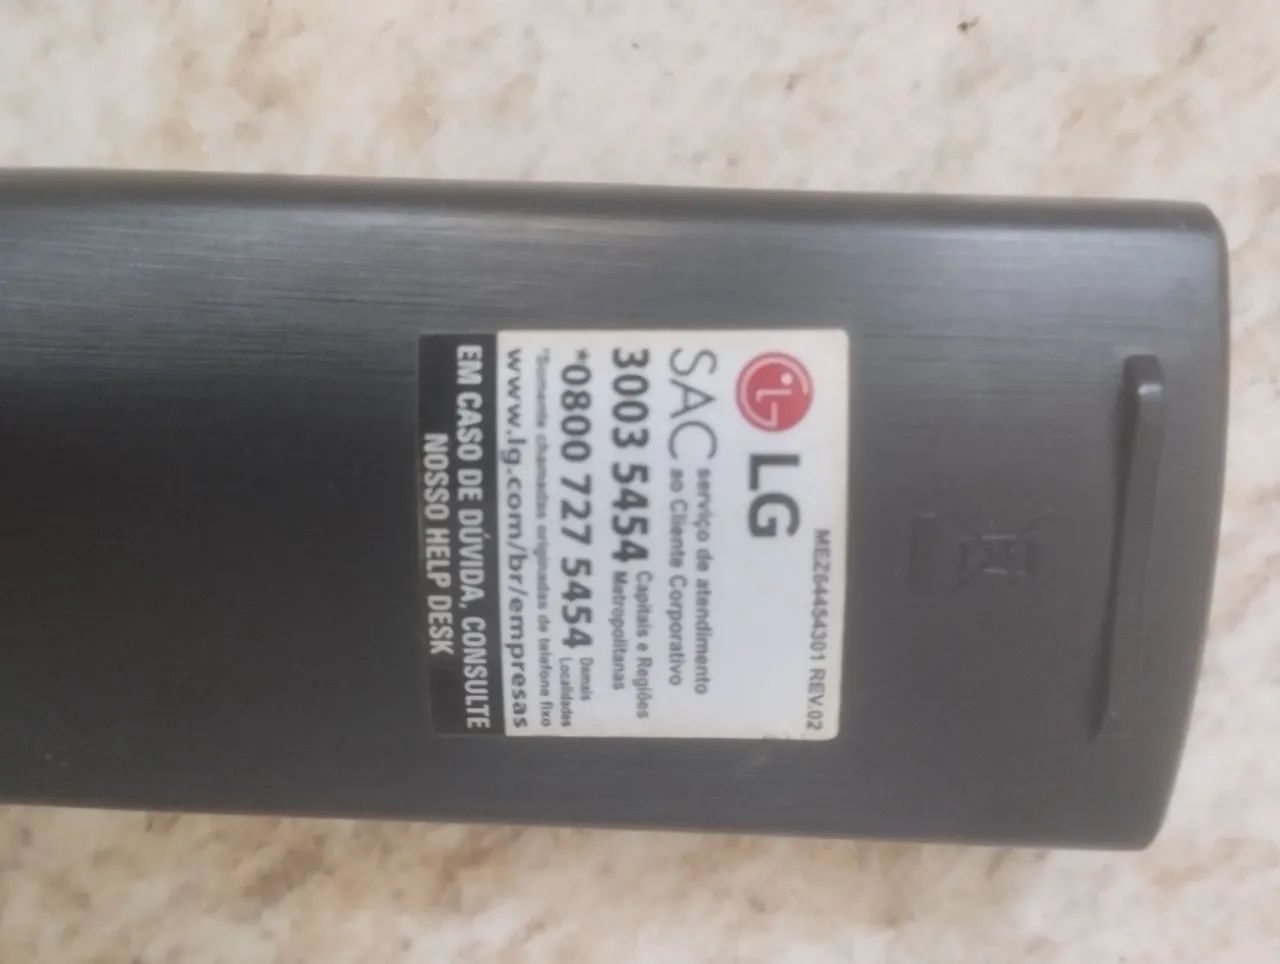 MEZ64454301 REV.02
LG
SAC serviço de atendimento
ao Cliente Corporativo
3003 5454 Capitais e Regiões
Metropolitanas
*0800 727 5454 Demais
Localidades
*Somente chamadas originadas de telefone fixo
www.lg.com/br/empresas
EM CASO DE DÚVIDA, CONSULTE
NOSSO HELP DESK